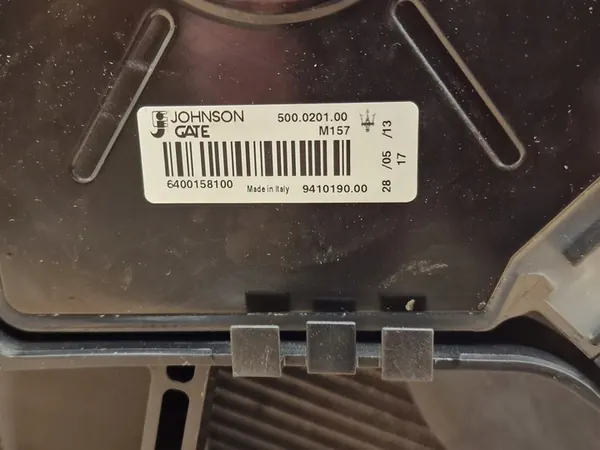 JOHNSON 500.0201.00
GATE M157
6400158100 Made in Italy 9410190.00
28 /05 /13
17